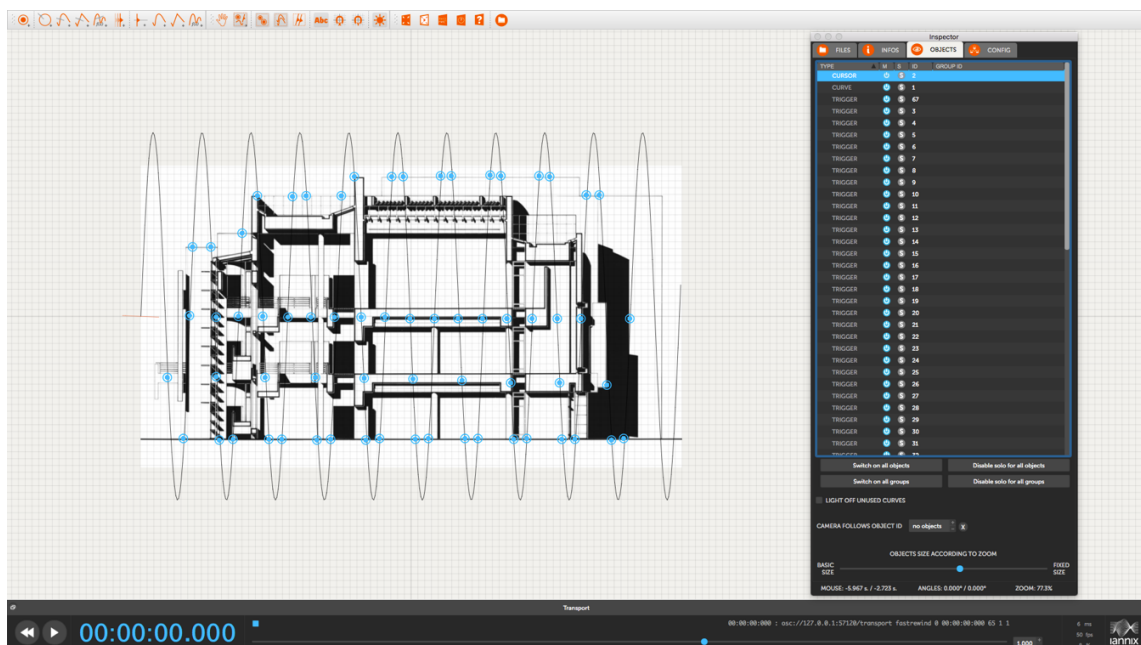 Abc
Inspector
FILES INFOS OBJECTS CONFIG
TYPE M S ID GROUP ID
CURSOR 2
CURVE 1
TRIGGER 67
TRIGGER 3
TRIGGER 4
TRIGGER 5
TRIGGER 6
TRIGGER 7
TRIGGER 8
TRIGGER 9
TRIGGER 10
TRIGGER 11
TRIGGER 12
TRIGGER 13
TRIGGER 14
TRIGGER 15
TRIGGER 16
TRIGGER 17
TRIGGER 18
TRIGGER 19
TRIGGER 20
TRIGGER 21
TRIGGER 22
TRIGGER 23
TRIGGER 24
TRIGGER 25
TRIGGER 26
TRIGGER 27
TRIGGER 28
TRIGGER 29
TRIGGER 30
TRIGGER 31
TRIGGER 32
Switch on all objects Disable solo for all objects
Switch on all groups Disable solo for all groups
LIGHT OFF UNUSED CURVES
CAMERA FOLLOWS OBJECT ID no objects
OBJECTS SIZE ACCORDING TO ZOOM
BASIC SIZE FIXED SIZE
MOUSE: -5.967 s. / -2.723 s. ANGLES: 0.000° / 0.000° ZOOM: 77.3%
Transport
00:00:00.000
00:00:00:000 : osc://127.0.0.1:57120/transport fastrewind 0 00:00:00:000 65 1 1
1.000
6 ms
50 fps
iannix